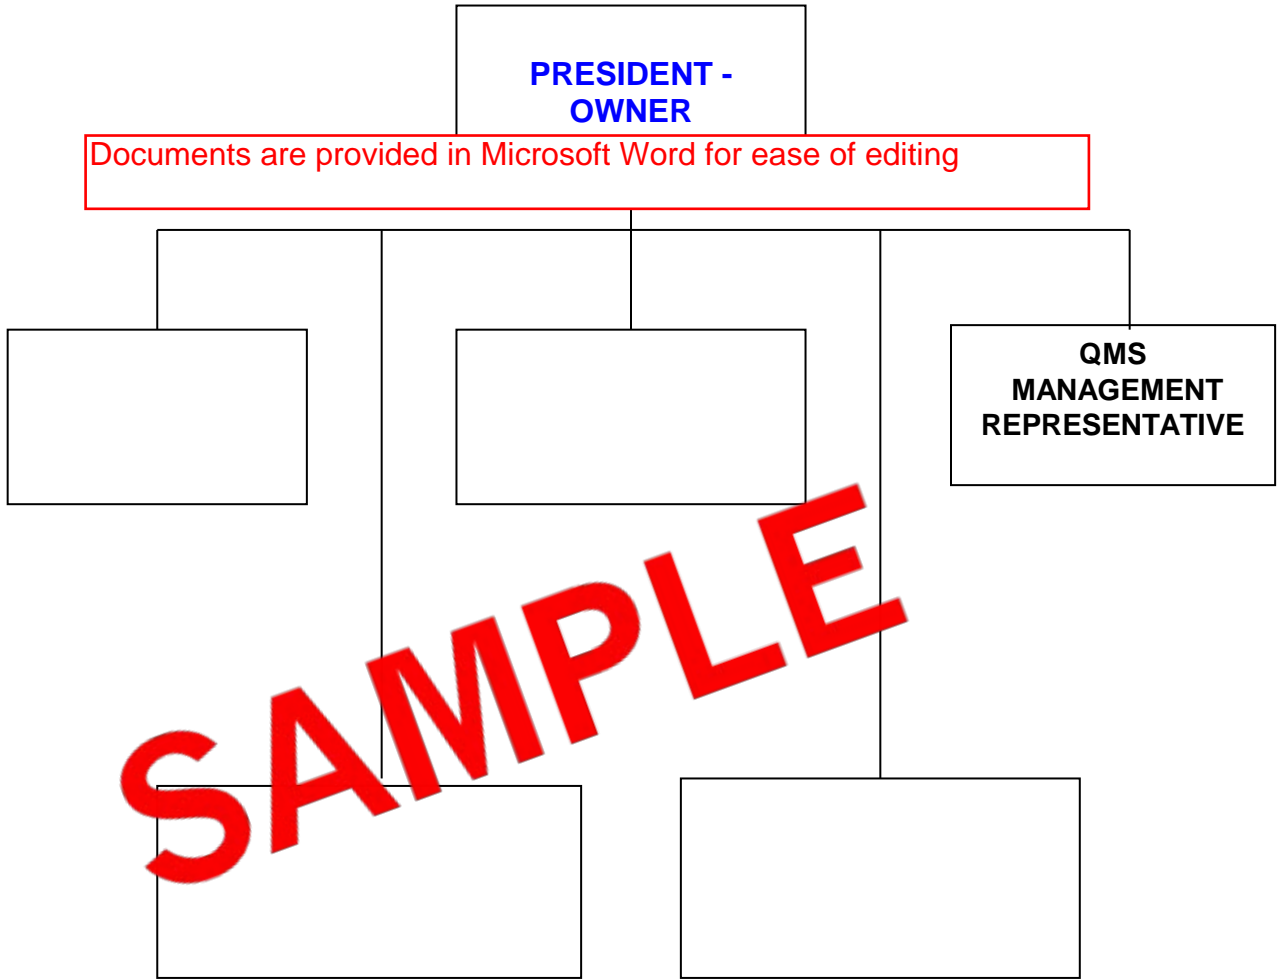 PRESIDENT -
OWNER
Documents are provided in Microsoft Word for ease of editing
QMS
MANAGEMENT
REPRESENTATIVE
SAMPLE